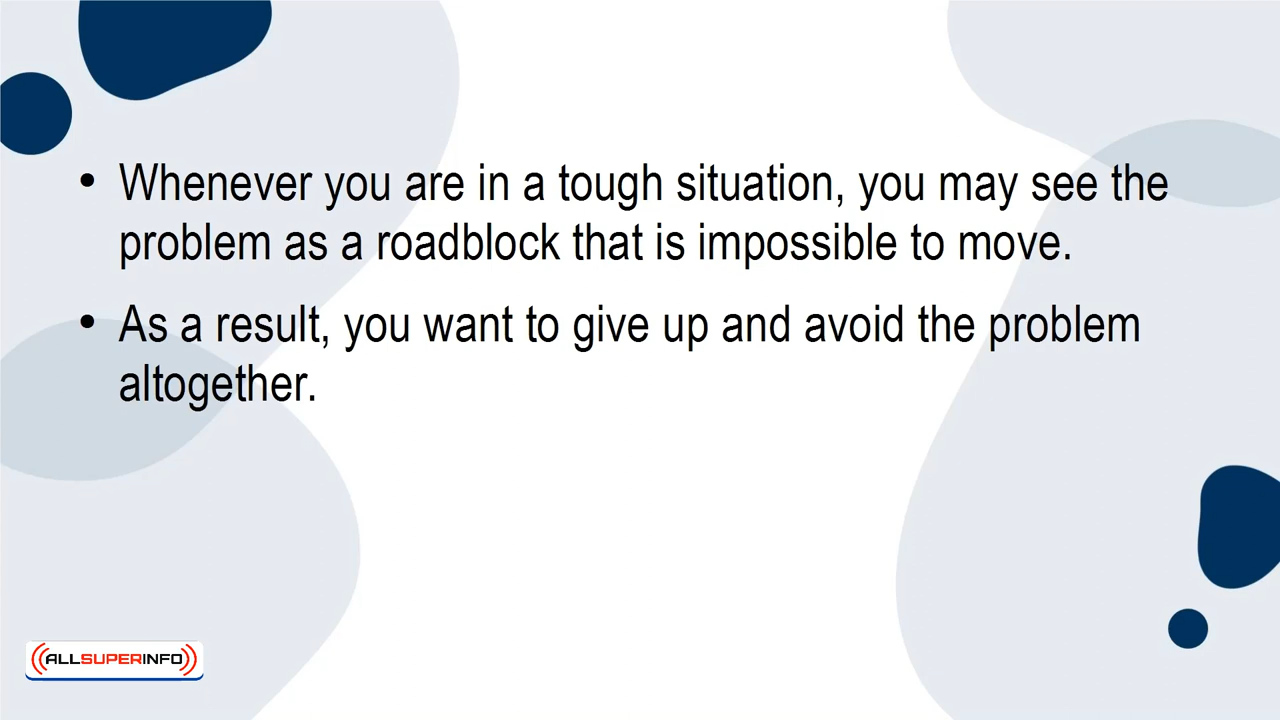 • Whenever you are in a tough situation, you may see the
problem as a roadblock that is impossible to move.
• As a result, you want to give up and avoid the problem
altogether.
ALLSUPERINFO